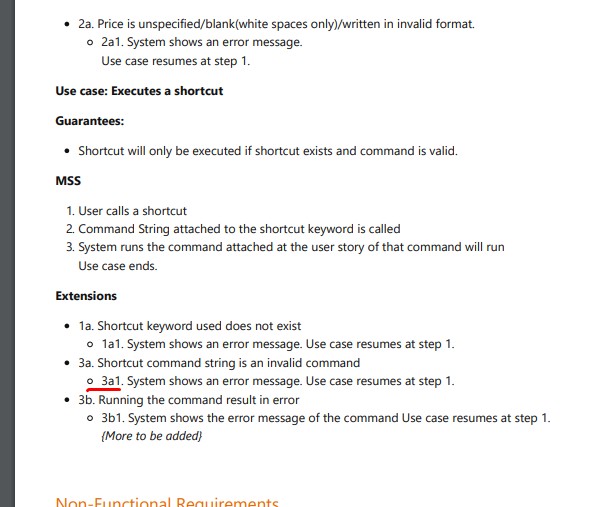 • 2a. Price is unspecified/blank(white spaces only)/written in invalid format.
○ 2a1. System shows an error message.
Use case resumes at step 1.
Use case: Executes a shortcut
Guarantees:
• Shortcut will only be executed if shortcut exists and command is valid.
MSS
1. User calls a shortcut
2. Command String attached to the shortcut keyword is called
3. System runs the command attached at the user story of that command will run
Use case ends.
Extensions
• 1a. Shortcut keyword used does not exist
○ 1a1. System shows an error message. Use case resumes at step 1.
• 3a. Shortcut command string is an invalid command
○ 3a1. System shows an error message. Use case resumes at step 1.
• 3b. Running the command result in error
○ 3b1. System shows the error message of the command Use case resumes at step 1.
{More to be added}
Non-Functional Requirements